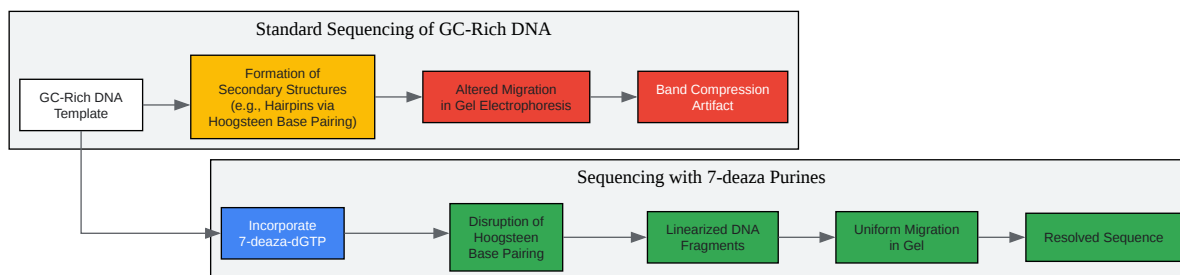 Standard Sequencing of GC-Rich DNA
GC-Rich DNA
Template
Formation of
Secondary Structures
(e.g., Hairpins via
Hoogsteen Base Pairing)
Altered Migration
in Gel Electrophoresis
Band Compression
Artifact
Sequencing with 7-deaza Purines
Incorporate
7-deaza-dGTP
Disruption of
Hoogsteen
Base Pairing
Linearized DNA
Fragments
Uniform Migration
in Gel
Resolved Sequence